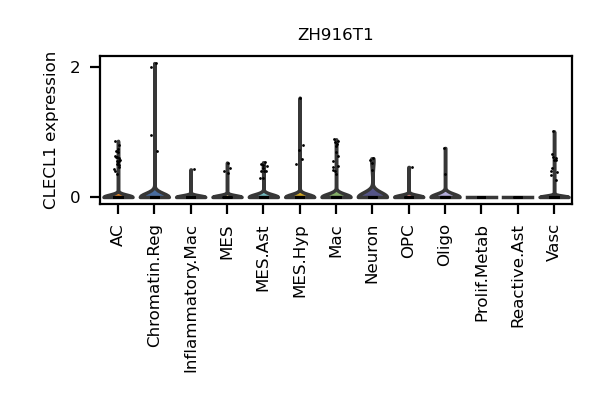 ZH916T1
CLECL1 expression
2
0
AC
Chromatin.Reg
Inflammatory.Mac
MES
MES.Ast
MES.Hyp
Mac
Neuron
OPC
Oligo
Prolif.Metab
Reactive.Ast
Vasc